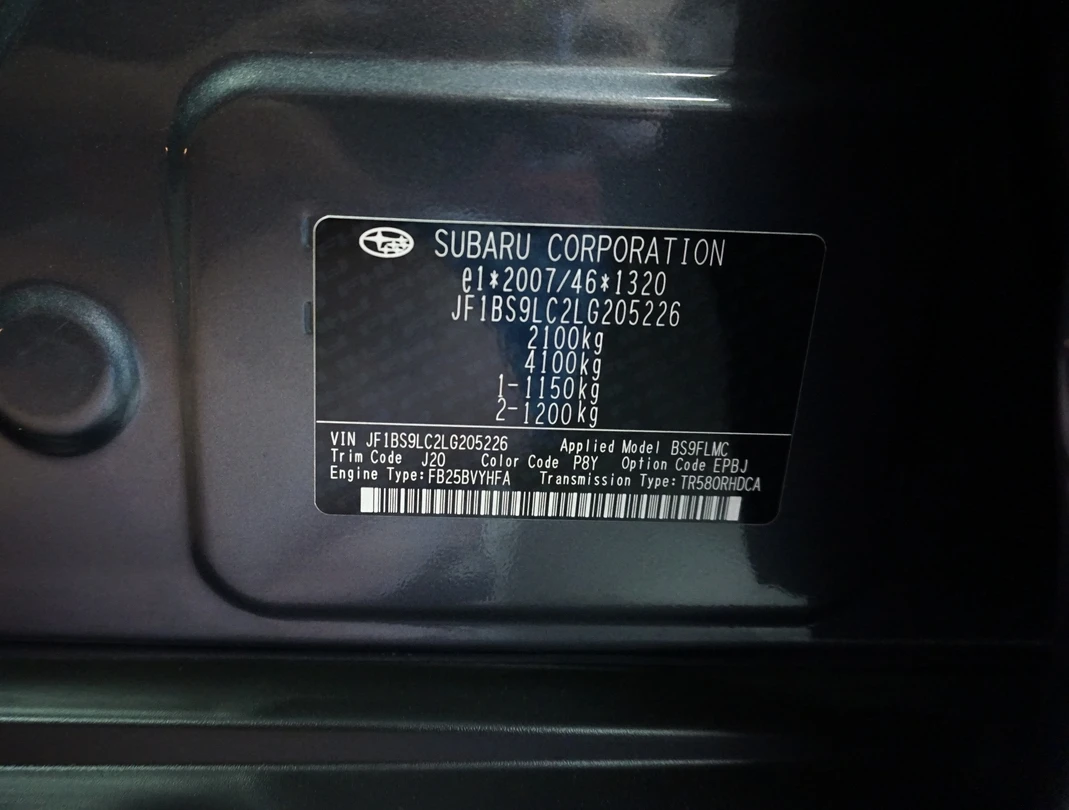 SUBARU CORPORATION
e1*2007/46*1320
JF1BS9LC2LG205226
2100kg
4100kg
1-1150kg
2-1200kg
VIN JF1BS9LC2LG205226 Applied Model BS9FLMC
Trim Code J20 Color Code P8Y Option Code EPBJ
Engine Type:FB25BVYHFA Transmission Type:TR580RHDCA